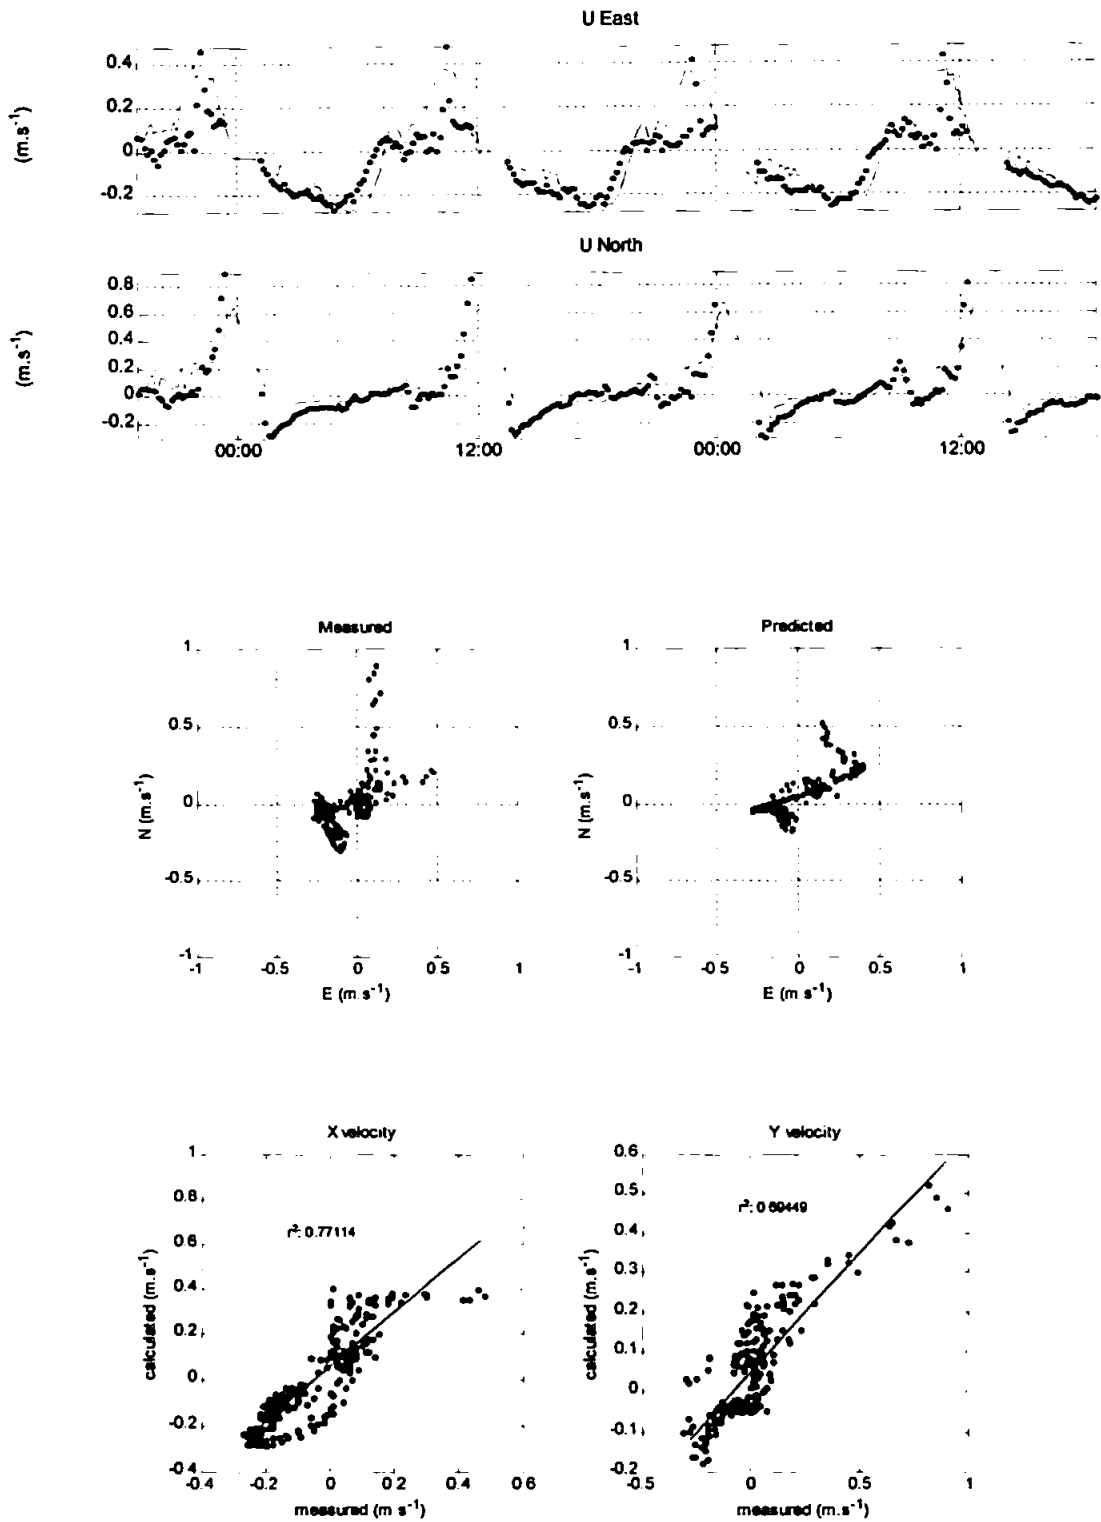 U East
(m.s⁻¹)
0.4
0.2
0
-0.2
U North
(m.s⁻¹)
0.8
0.6
0.4
0.2
0
-0.2
00:00 12:00 00:00 12:00
Measured
N (m.s⁻¹)
1
0.5
0
-0.5
-1
-1 -0.5 0 0.5 1
E (m.s⁻¹)
Predicted
N (m.s⁻¹)
1
0.5
0
-0.5
-1
-1 -0.5 0 0.5 1
E (m.s⁻¹)
X velocity
r²: 0.77114
calculated (m.s⁻¹)
1
0.8
0.6
0.4
0.2
0
-0.2
-0.4
-0.4 -0.2 0 0.2 0.4 0.6
measured (m s⁻¹)
Y velocity
r²: 0.69449
calculated (m.s⁻¹)
0.6
0.5
0.4
0.3
0.2
0.1
0
-0.1
-0.2
-0.5 0 0.5 1
measured (m.s⁻¹)